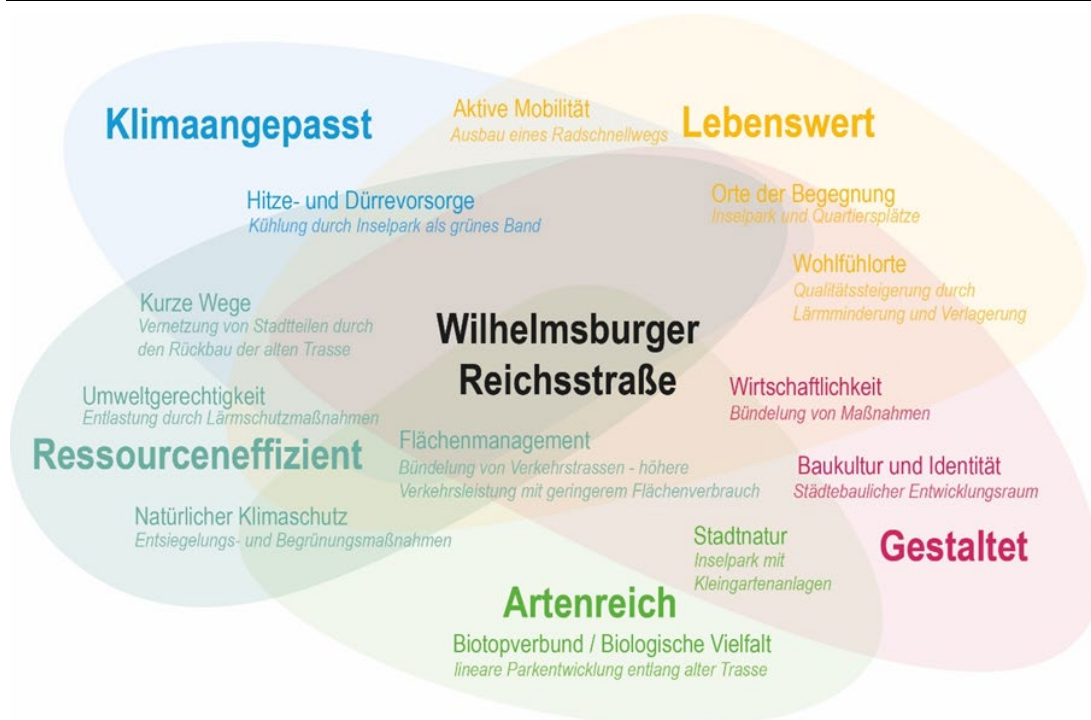 Klimaangepasst
Aktive Mobilität
Ausbau eines Radschnellwegs
Lebenswert
Hitze- und Dürrevorsorge
Kühlung durch Inselpark als grünes Band
Orte der Begegnung
Inselpark und Quartiersplätze
Wohlfühlorte
Qualitätssteigerung durch
Lärmminderung und Verlagerung
Kurze Wege
Vernetzung von Stadtteilen durch
den Rückbau der alten Trasse
Wilhelmsburger
Reichsstraße
Umweltgerechtigkeit
Entlastung durch Lärmschutzmaßnahmen
Wirtschaftlichkeit
Bündelung von Maßnahmen
Ressourceneffizient
Flächenmanagement
Bündelung von Verkehrstrassen - höhere
Verkehrsleistung mit geringerem Flächenverbrauch
Baukultur und Identität
Städtebaulicher Entwicklungsraum
Natürlicher Klimaschutz
Entsiegelungs- und Begrünungsmaßnahmen
Stadtnatur
Inselpark mit
Kleingartenanlagen
Gestaltet
Artenreich
Biotopverbund / Biologische Vielfalt
lineare Parkentwicklung entlang alter Trasse